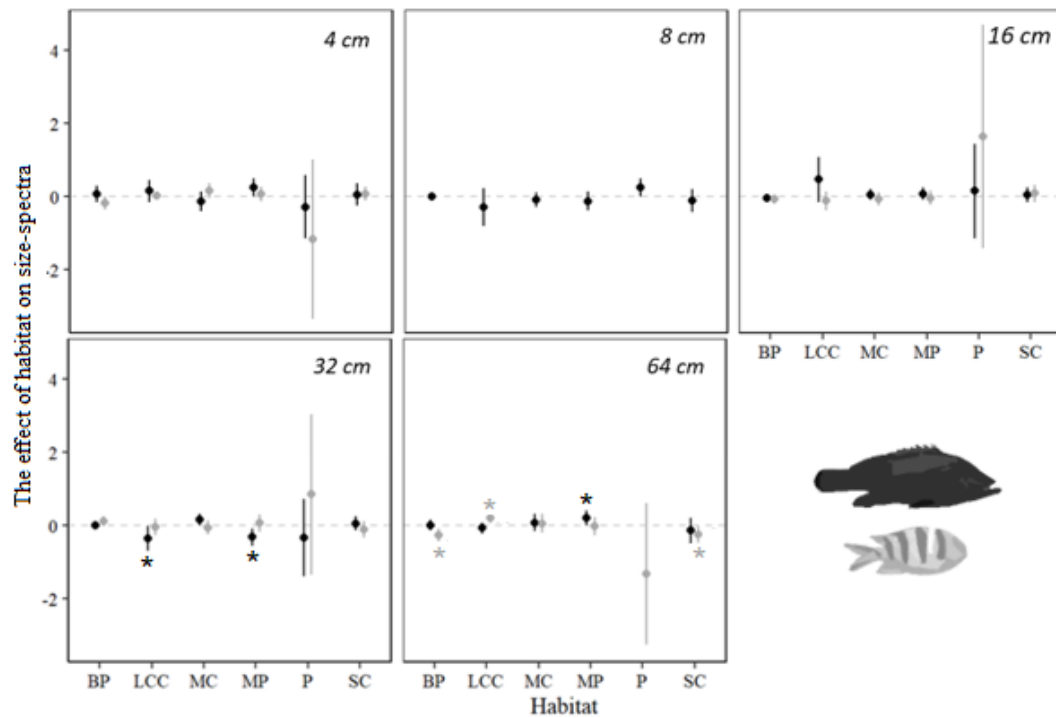 The effect of habitat on size-spectra
4 cm
8 cm
16 cm
4
2
0
-2
BP LCC MC MP P SC
32 cm
64 cm
4
2
0
-2
* * * * * *
BP LCC MC MP P SC
BP LCC MC MP P SC
Habitat